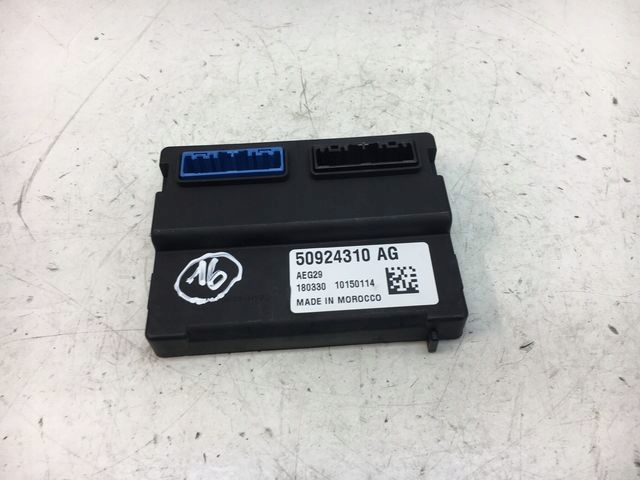 50924310 AG
AEG29
180330 10150114
MADE IN MOROCCO
16